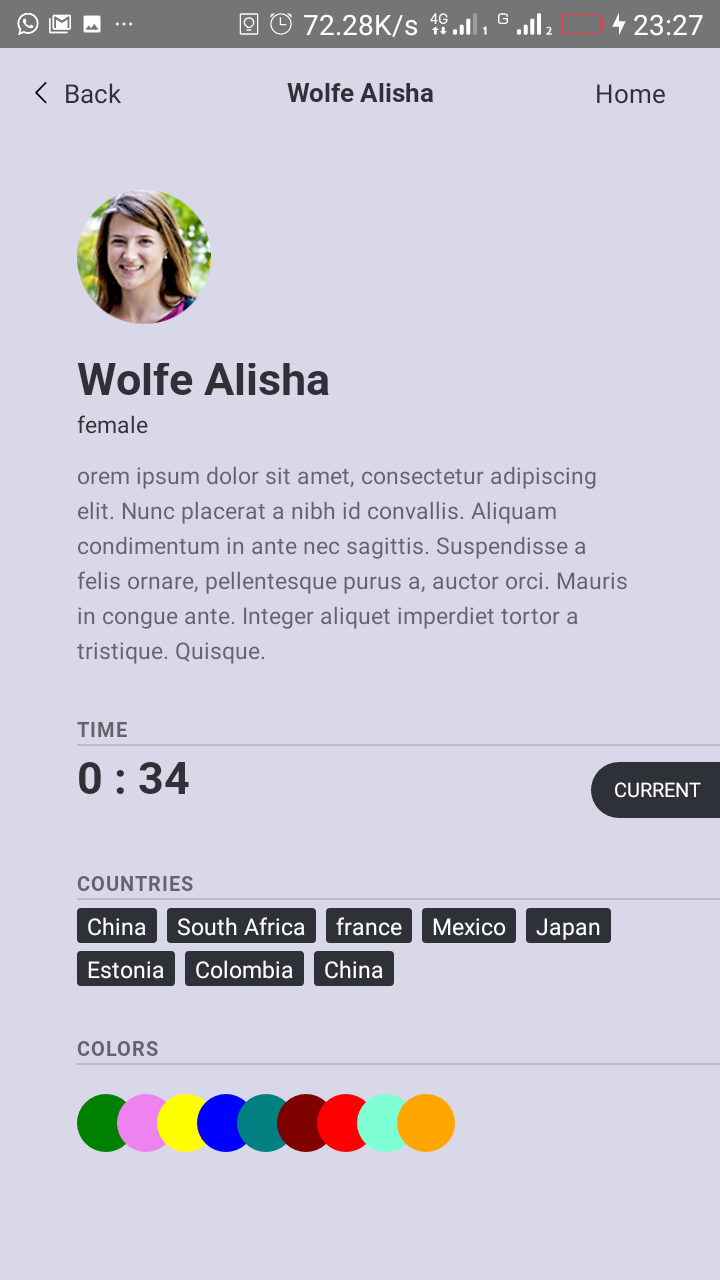 72.28K/s 4G 1 G 2 23:27
Back Wolfe Alisha Home
Wolfe Alisha
female
orem ipsum dolor sit amet, consectetur adipiscing
elit. Nunc placerat a nibh id convallis. Aliquam
condimentum in ante nec sagittis. Suspendisse a
felis ornare, pellentesque purus a, auctor orci. Mauris
in congue ante. Integer aliquet imperdiet tortor a
tristique. Quisque.
TIME
0 : 34 CURRENT
COUNTRIES
China South Africa france Mexico Japan
Estonia Colombia China
COLORS